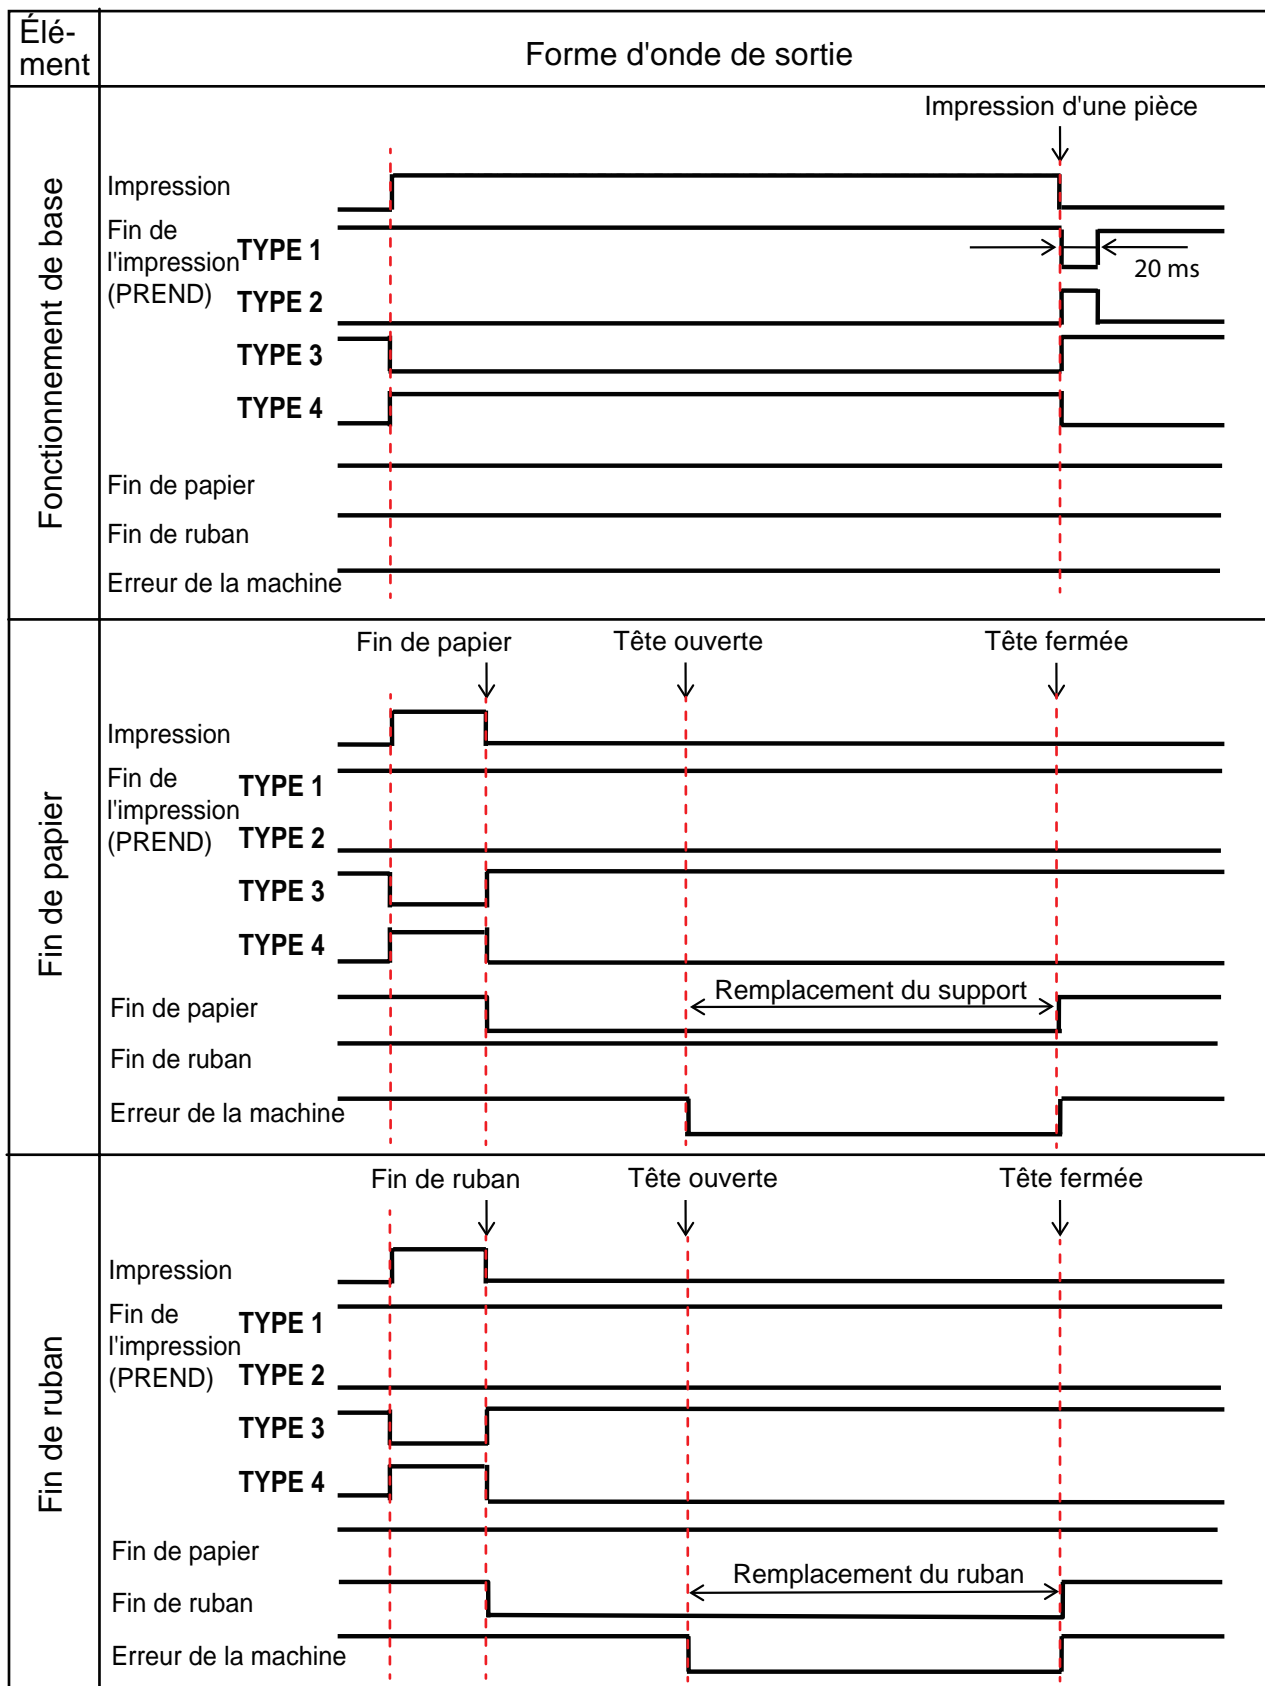 Élé-
ment
Forme d'onde de sortie
Fonctionnement de base
Impression d'une pièce
Impression
Fin de
l'impression
(PREND)
TYPE 1
20 ms
TYPE 2
TYPE 3
TYPE 4
Fin de papier
Fin de ruban
Erreur de la machine
Fin de papier
Fin de papier
Tête ouverte
Tête fermée
Impression
Fin de
l'impression
(PREND)
TYPE 1
TYPE 2
TYPE 3
TYPE 4
Remplacement du support
Fin de papier
Fin de ruban
Erreur de la machine
Fin de ruban
Fin de ruban
Tête ouverte
Tête fermée
Impression
Fin de
l'impression
(PREND)
TYPE 1
TYPE 2
TYPE 3
TYPE 4
Fin de papier
Remplacement du ruban
Fin de ruban
Erreur de la machine